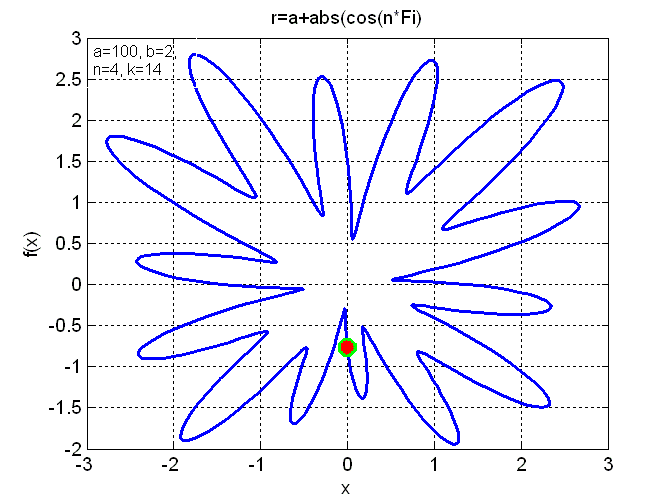 r=a+abs(cos(n*Fi)
a=100, b=2,
n=4, k=14
3
2.5
2
1.5
1
0.5
0
-0.5
-1
-1.5
-2
f(x)
-3 -2 -1 0 1 2 3
x